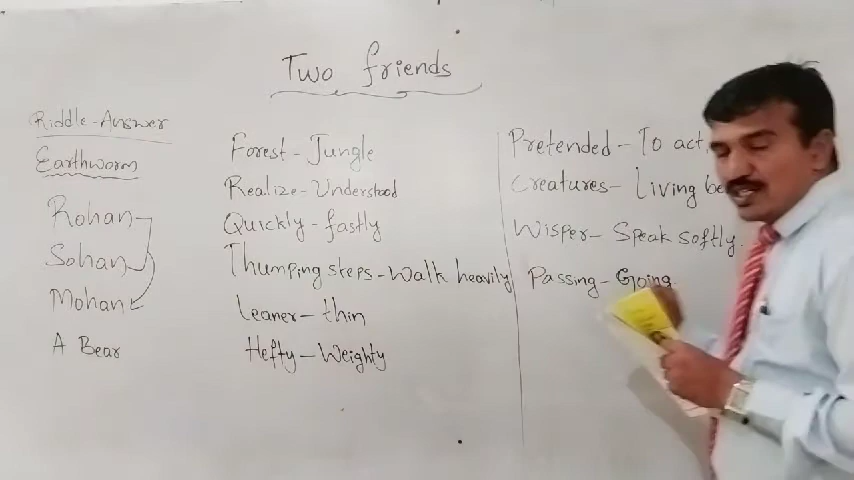 Two friends
Riddle-Answer
Earthworm
Rohan
Sohan
Mohan
A Bear
Forest - Jungle
Realize - Understood
Quickly - fastly
Thumping steps - Walk heavily
Leaner - thin
Hefty - Weighty
Pretended - To act
Creatures - Living be
Wisper - Speak softly.
Passing - Going